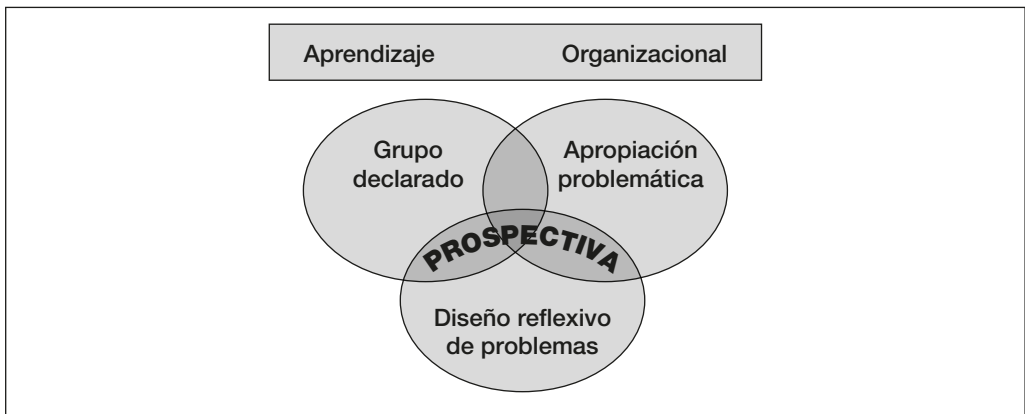 Aprendizaje Organizacional
Grupo
declarado
Apropiación
problemática
PROSPECTIVA
Diseño reflexivo
de problemas